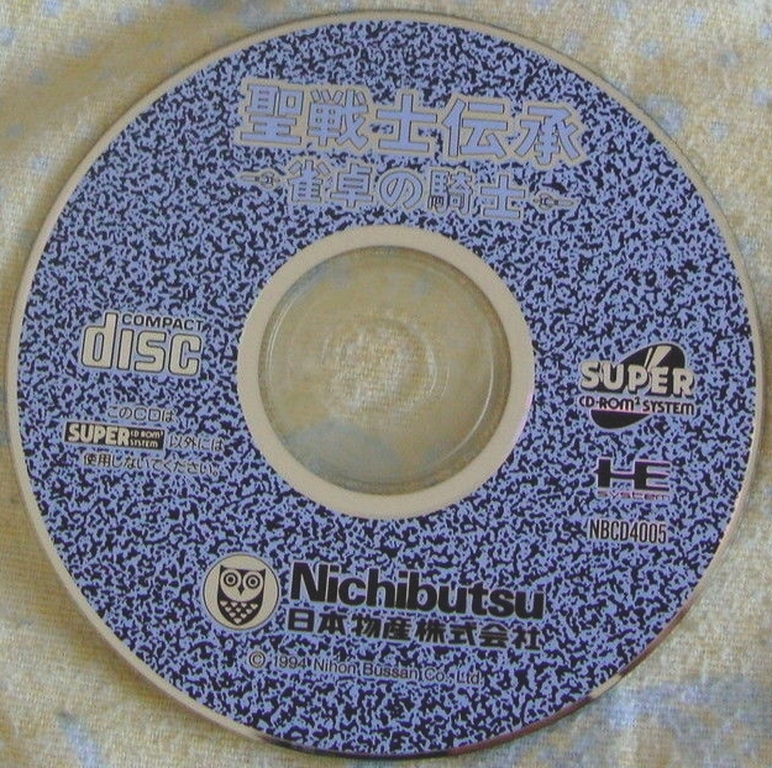 聖戦士伝承
雀卓の騎士
COMPACT
disc
SUPER
CD-ROM² SYSTEM
このCDは
SUPER CD ROM² SYSTEM 以外には
使用しないでください。
HE
system
NBCD4005
Nichibutsu
日本物産株式会社
© 1994 Nihon Bussan Co., Ltd.